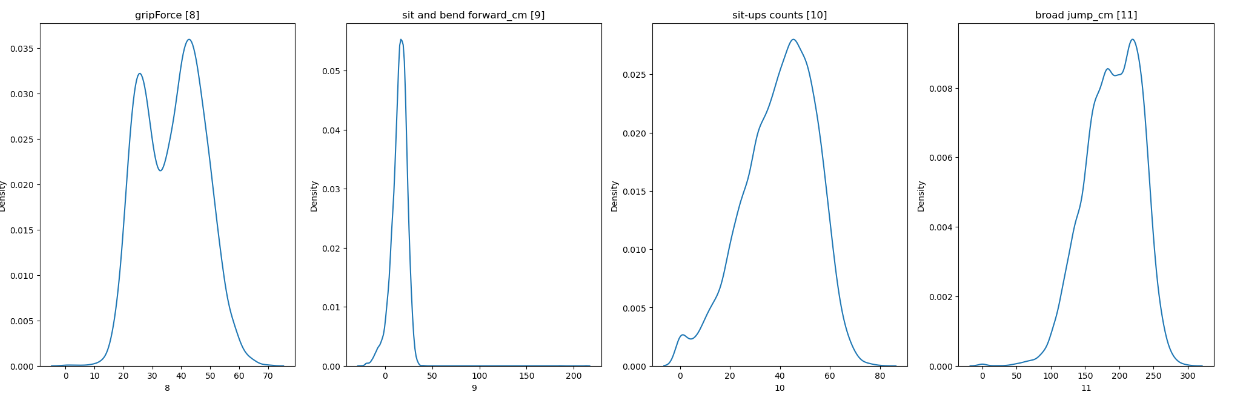 gripForce [8]
0.035
0.030
0.025
0.020
0.015
0.010
0.005
0.000
Density
0 10 20 30 40 50 60 70
8
sit and bend forward_cm [9]
0.05
0.04
0.03
0.02
0.01
0.00
Density
0 50 100 150 200
9
sit-ups counts [10]
0.025
0.020
0.015
0.010
0.005
0.000
Density
0 20 40 60 80
10
broad jump_cm [11]
0.008
0.006
0.004
0.002
0.000
Density
0 50 100 150 200 250 300
11